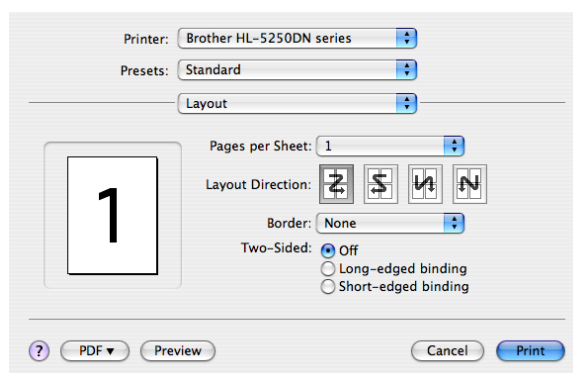 Printer: Brother HL-5250DN series
Presets: Standard
Layout
Pages per Sheet: 1
Layout Direction:
1
Border: None
Two-Sided: Off
Long-edged binding
Short-edged binding
? PDF ▼ Preview Cancel Print